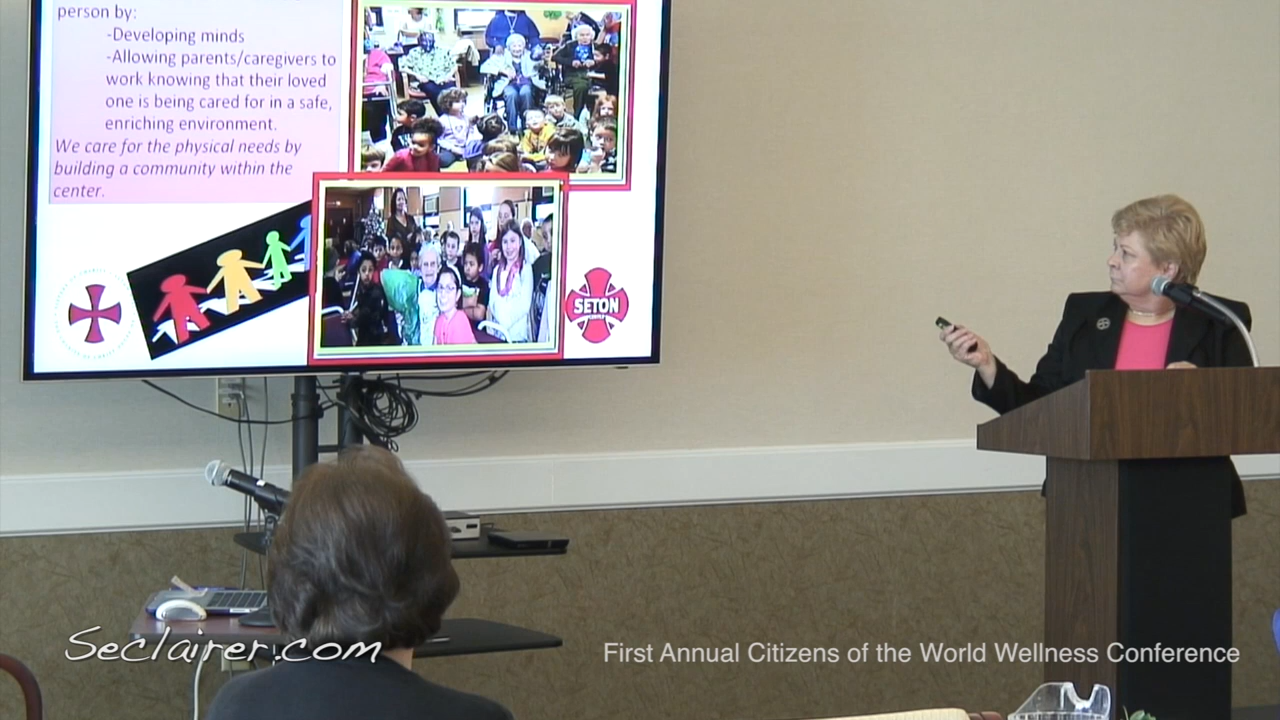 person by:
-Developing minds
-Allowing parents/caregivers to
work knowing that their loved
one is being cared for in a safe,
enriching environment.
We care for the physical needs by
building a community within the
center.
SETON
CENTER
Seclairer.com
First Annual Citizens of the World Wellness Conference